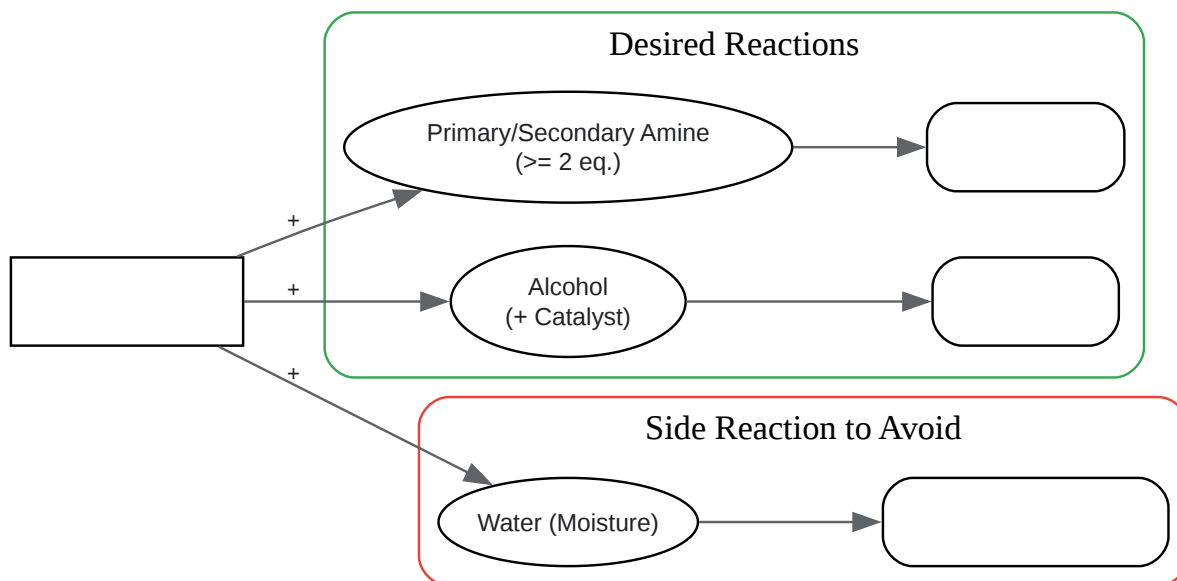 Desired Reactions
Primary/Secondary Amine
(>= 2 eq.)
+
+
Alcohol
(+ Catalyst)
+
Side Reaction to Avoid
Water (Moisture)